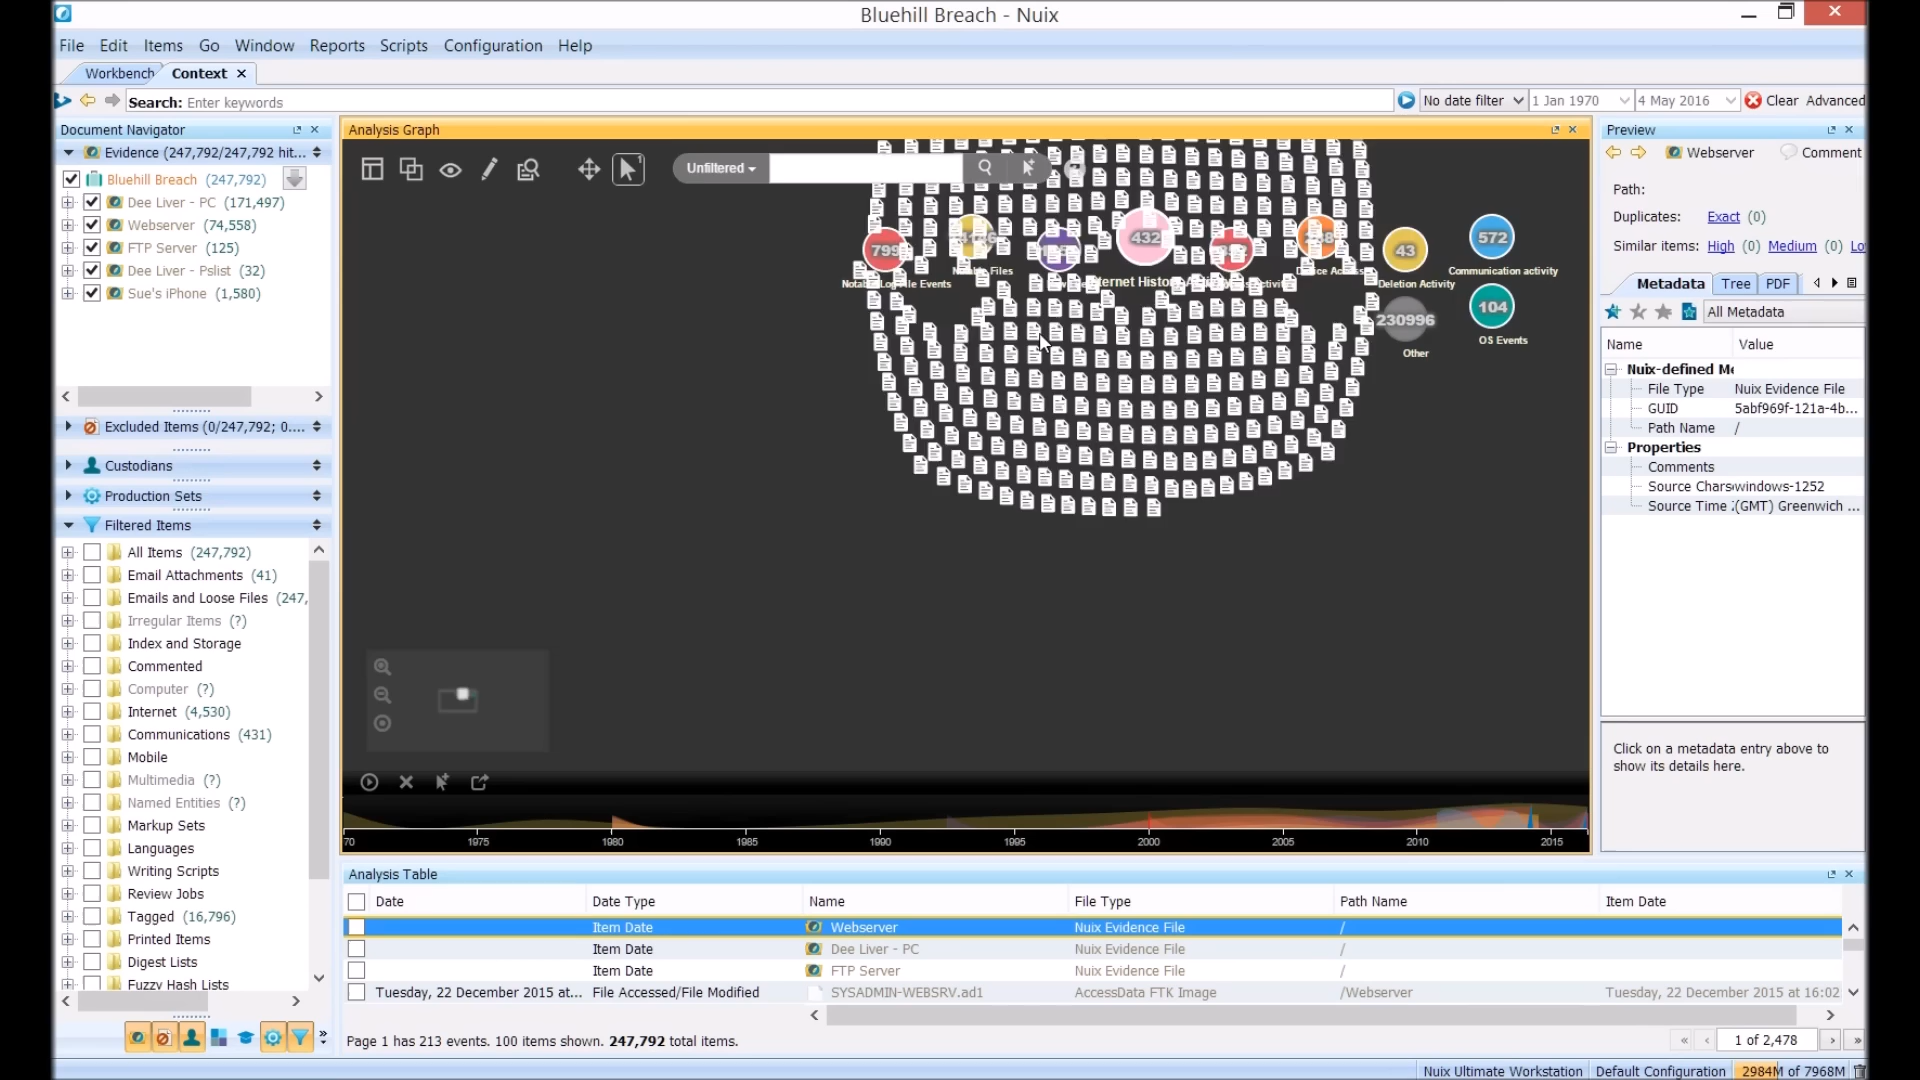 Bluehill Breach - Nuix
File Edit Items Go Window Reports Scripts Configuration Help
Workbench Context
Search: Enter keywords No date filter 1 Jan 1970 4 May 2016 Clear Advanced
Document Navigator
Evidence (247,792/247,792 hit...
Bluehill Breach (247,792)
Dee Liver - PC (171,497)
Webserver (74,558)
FTP Server (125)
Dee Liver - Pslist (32)
Sue's iPhone (1,580)
Excluded Items (0/247,792; 0....
Custodians
Production Sets
Filtered Items
All Items (247,792)
Email Attachments (41)
Emails and Loose Files (247,
Irregular Items (?)
Index and Storage
Commented
Computer (?)
Internet (4,530)
Communications (431)
Mobile
Multimedia (?)
Named Entities (?)
Markup Sets
Languages
Writing Scripts
Review Jobs
Tagged (16,796)
Printed Items
Digest Lists
Fuzzy Hash Lists
Analysis Graph
Unfiltered
799
432
43
572
Files
Communication activity
Events
Deletion Activity
230996
104
Other
OS Events
70 1975 1980 1985 1990 1995 2000 2005 2010 2015
Preview
Webserver Comment
Path:
Duplicates: Exact (0)
Similar items: High (0) Medium (0) Lo
Metadata Tree PDF
All Metadata
Name Value
Nuix-defined Me
File Type Nuix Evidence File
GUID 5abf969f-121a-4b...
Path Name /
Properties
Comments
Source Chars windows-1252
Source Time (GMT) Greenwich ...
Click on a metadata entry above to
show its details here.
Analysis Table
Date Date Type Name File Type Path Name Item Date
Item Date Webserver Nuix Evidence File /
Item Date Dee Liver - PC Nuix Evidence File /
Item Date FTP Server Nuix Evidence File /
Tuesday, 22 December 2015 at... File Accessed/File Modified SYSADMIN-WEBSRV.ad1 AccessData FTK Image /Webserver Tuesday, 22 December 2015 at 16:02
Page 1 has 213 events. 100 items shown. 247,792 total items.
1 of 2,478
Nuix Ultimate Workstation Default Configuration 2984M of 7968M